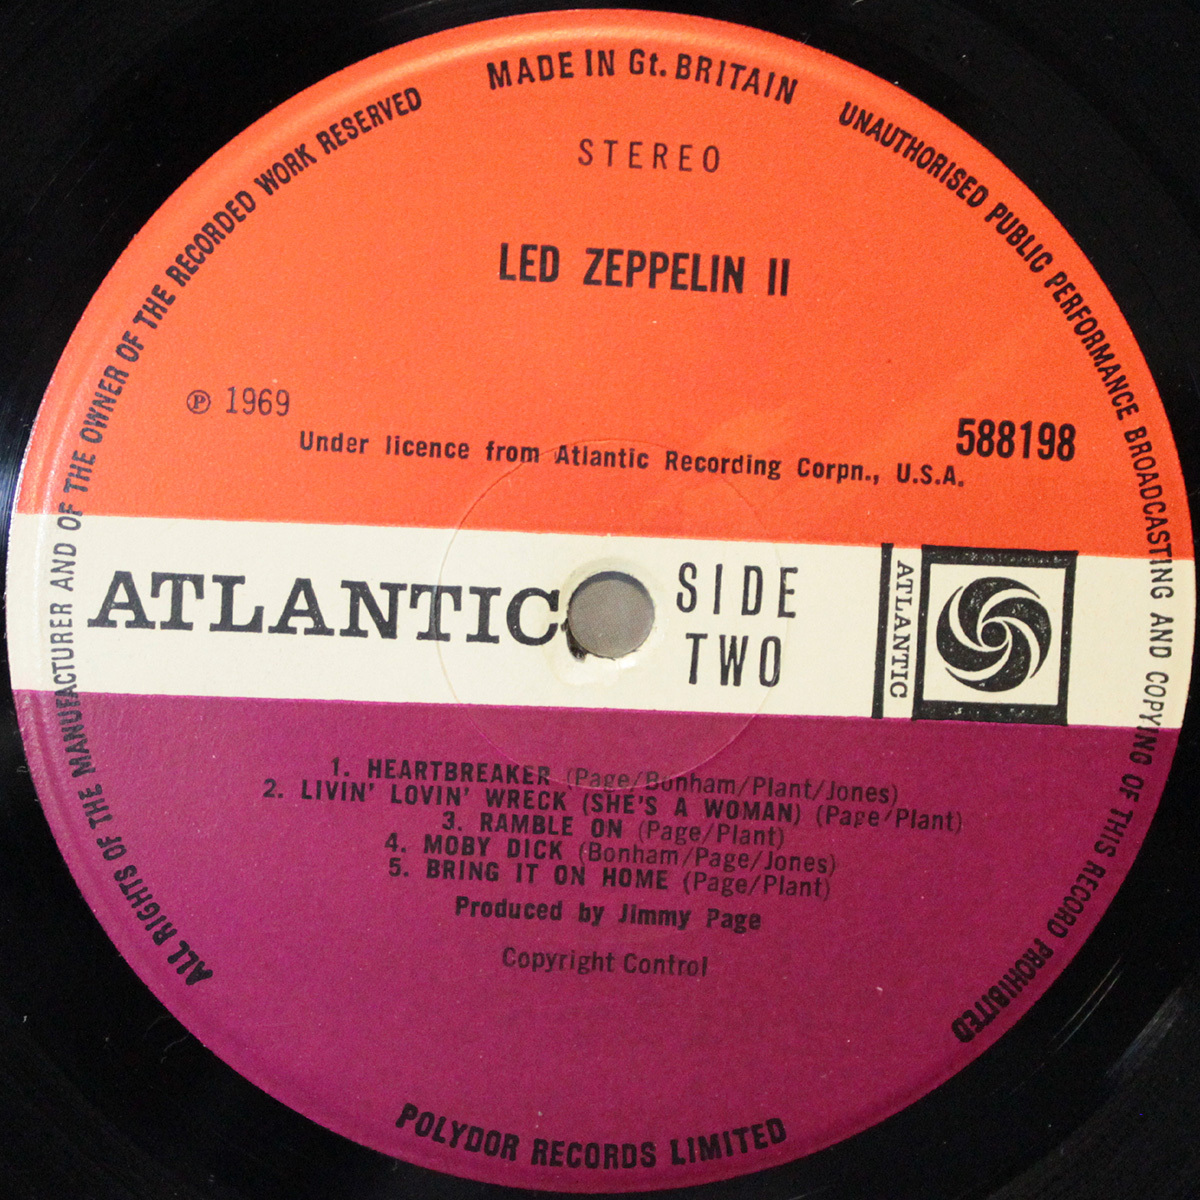 MADE IN Gt. BRITAIN
UNAUTHORISED PUBLIC PERFORMANCE BROADCASTING AND COPYING OF THIS RECORD PROHIBITED
ALL RIGHTS OF THE MANUFACTURER AND OF THE OWNER OF THE RECORDED WORK RESERVED
STEREO
LED ZEPPELIN II
℗ 1969
588198
Under licence from Atlantic Recording Corpn., U.S.A.
ATLANTIC
SIDE
TWO
ATLANTIC
1. HEARTBREAKER (Page/Bonham/Plant/Jones)
2. LIVIN' LOVIN' WRECK (SHE'S A WOMAN) (Page/Plant)
3. RAMBLE ON (Page/Plant)
4. MOBY DICK (Bonham/Page/Jones)
5. BRING IT ON HOME (Page/Plant)
Produced by Jimmy Page
Copyright Control
POLYDOR RECORDS LIMITED